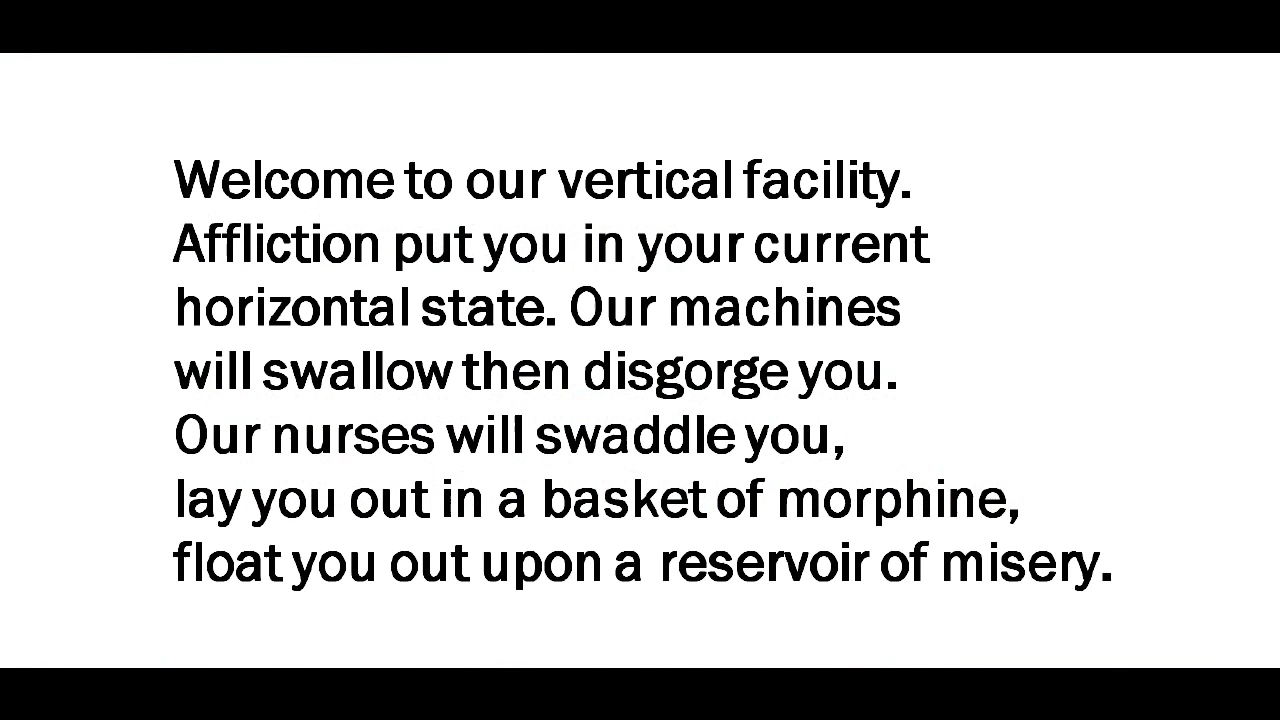 Welcome to our vertical facility.
Affliction put you in your current
horizontal state. Our machines
will swallow then disgorge you.
Our nurses will swaddle you,
lay you out in a basket of morphine,
float you out upon a reservoir of misery.